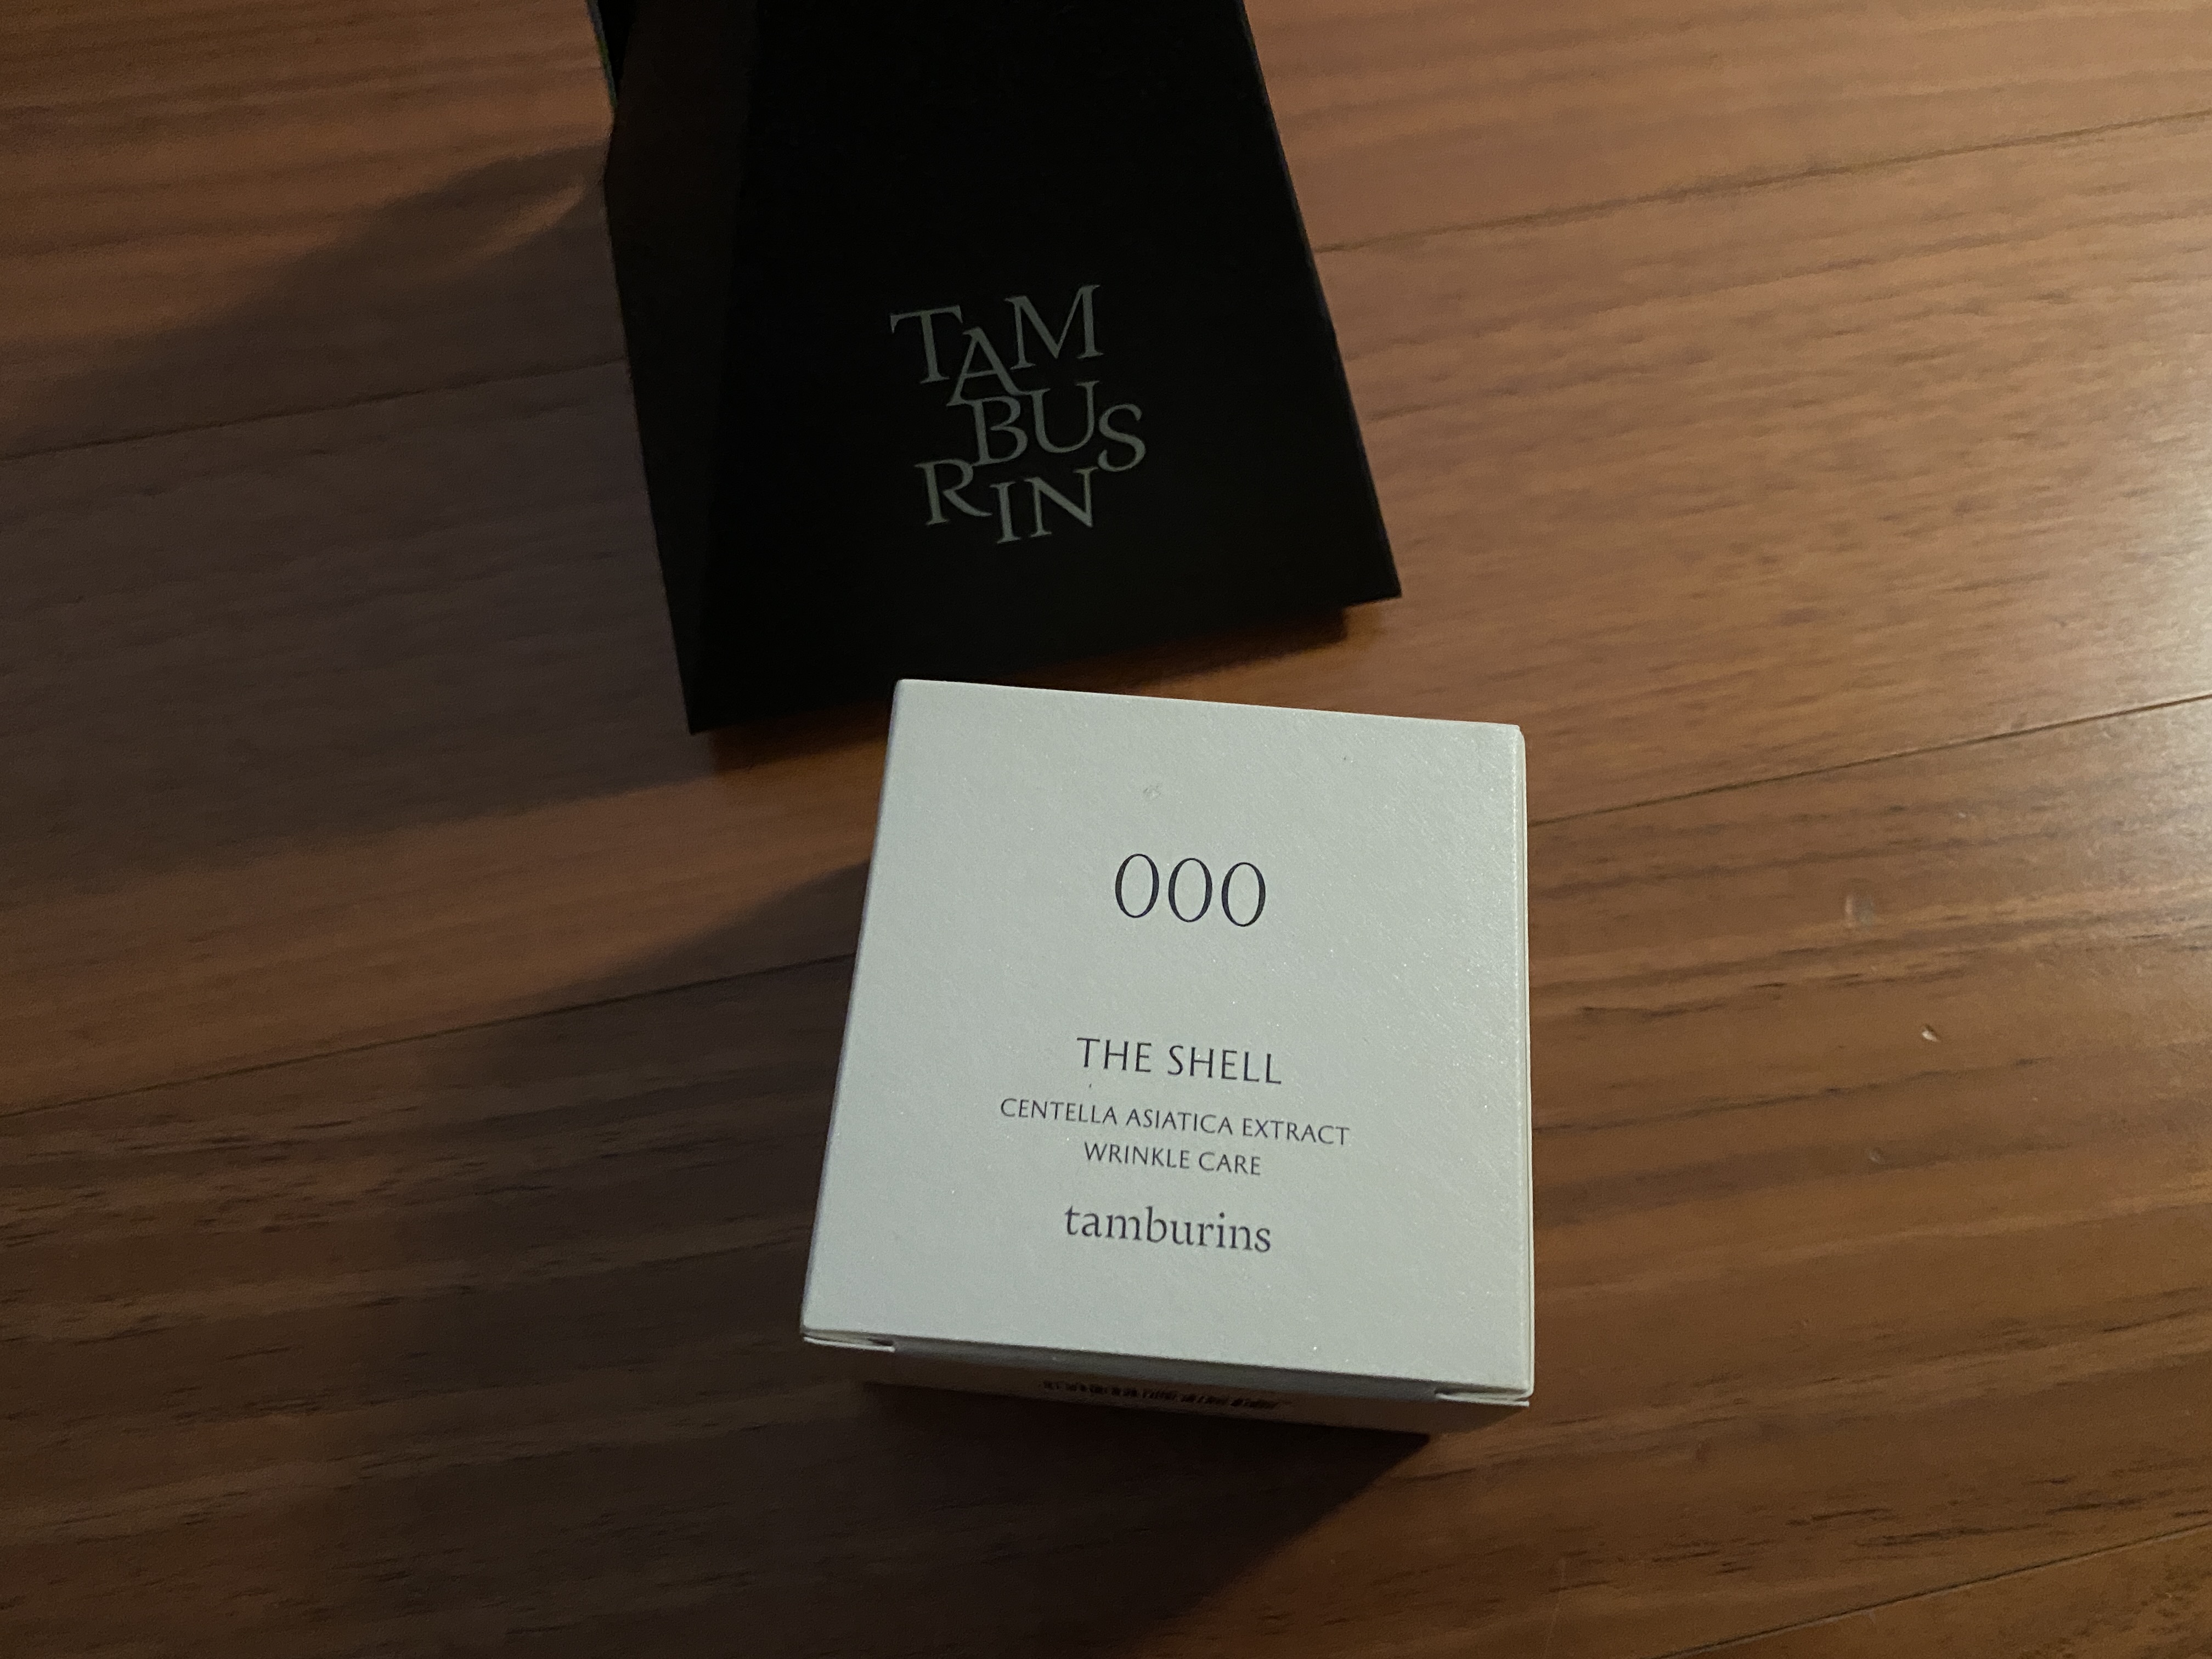 TAM
BUS
RIN
000
THE SHELL
CENTELLA ASIATICA EXTRACT
WRINKLE CARE
tamburins